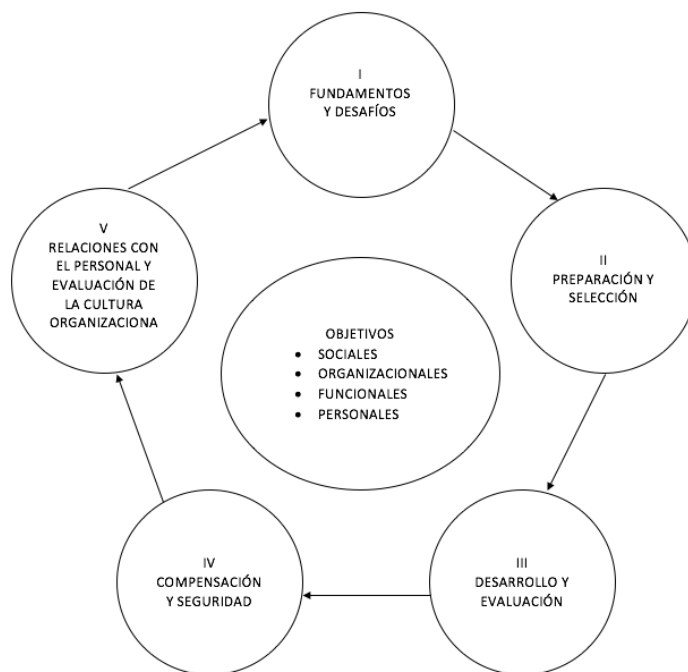 I
FUNDAMENTOS
Y DESAFÍOS
II
PREPARACIÓN Y
SELECCIÓN
III
DESARROLLO Y
EVALUACIÓN
IV
COMPENSACIÓN
Y SEGURIDAD
V
RELACIONES CON
EL PERSONAL Y
EVALUACIÓN DE
LA CULTURA
ORGANIZACIONA
OBJETIVOS
• SOCIALES
• ORGANIZACIONALES
• FUNCIONALES
• PERSONALES